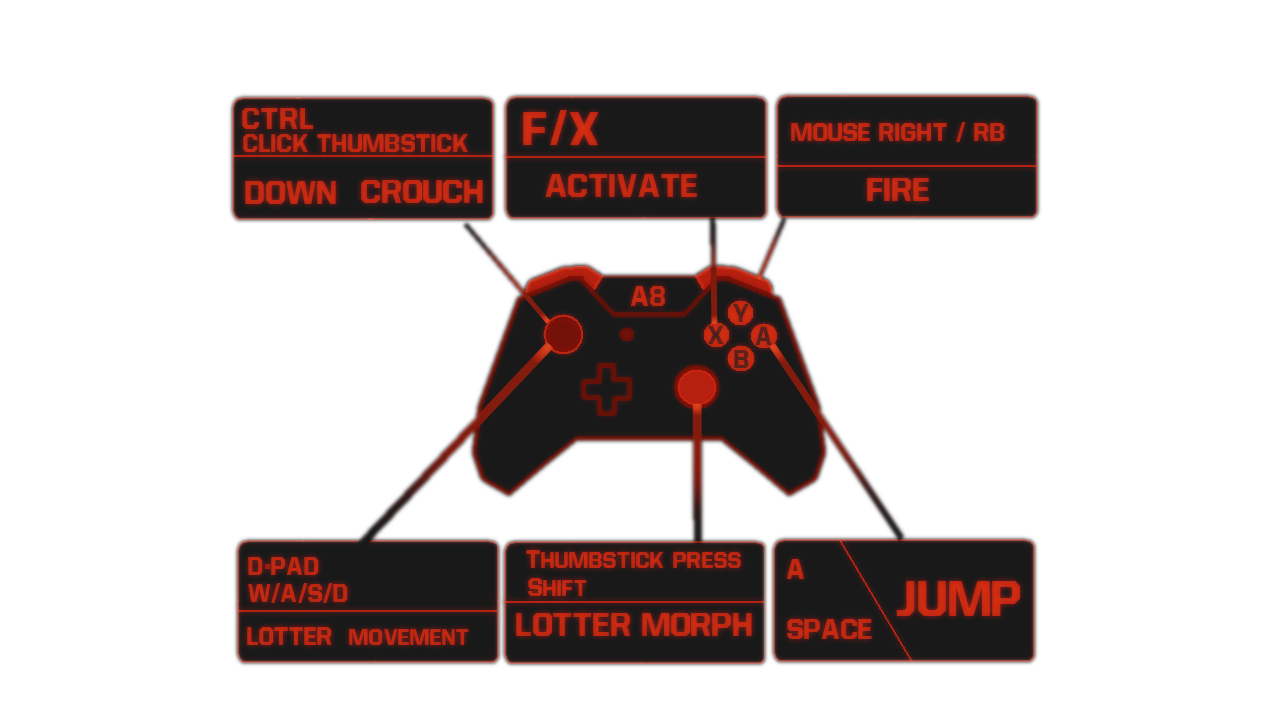 CTRL
CLICK THUMBSTICK
DOWN CROUCH
F/X
ACTIVATE
MOUSE RIGHT / RB
FIRE
A8
Y
X A
B
D-PAD
W/A/S/D
LOTTER MOVEMENT
THUMBSTICK PRESS
SHIFT
LOTTER MORPH
A
JUMP
SPACE